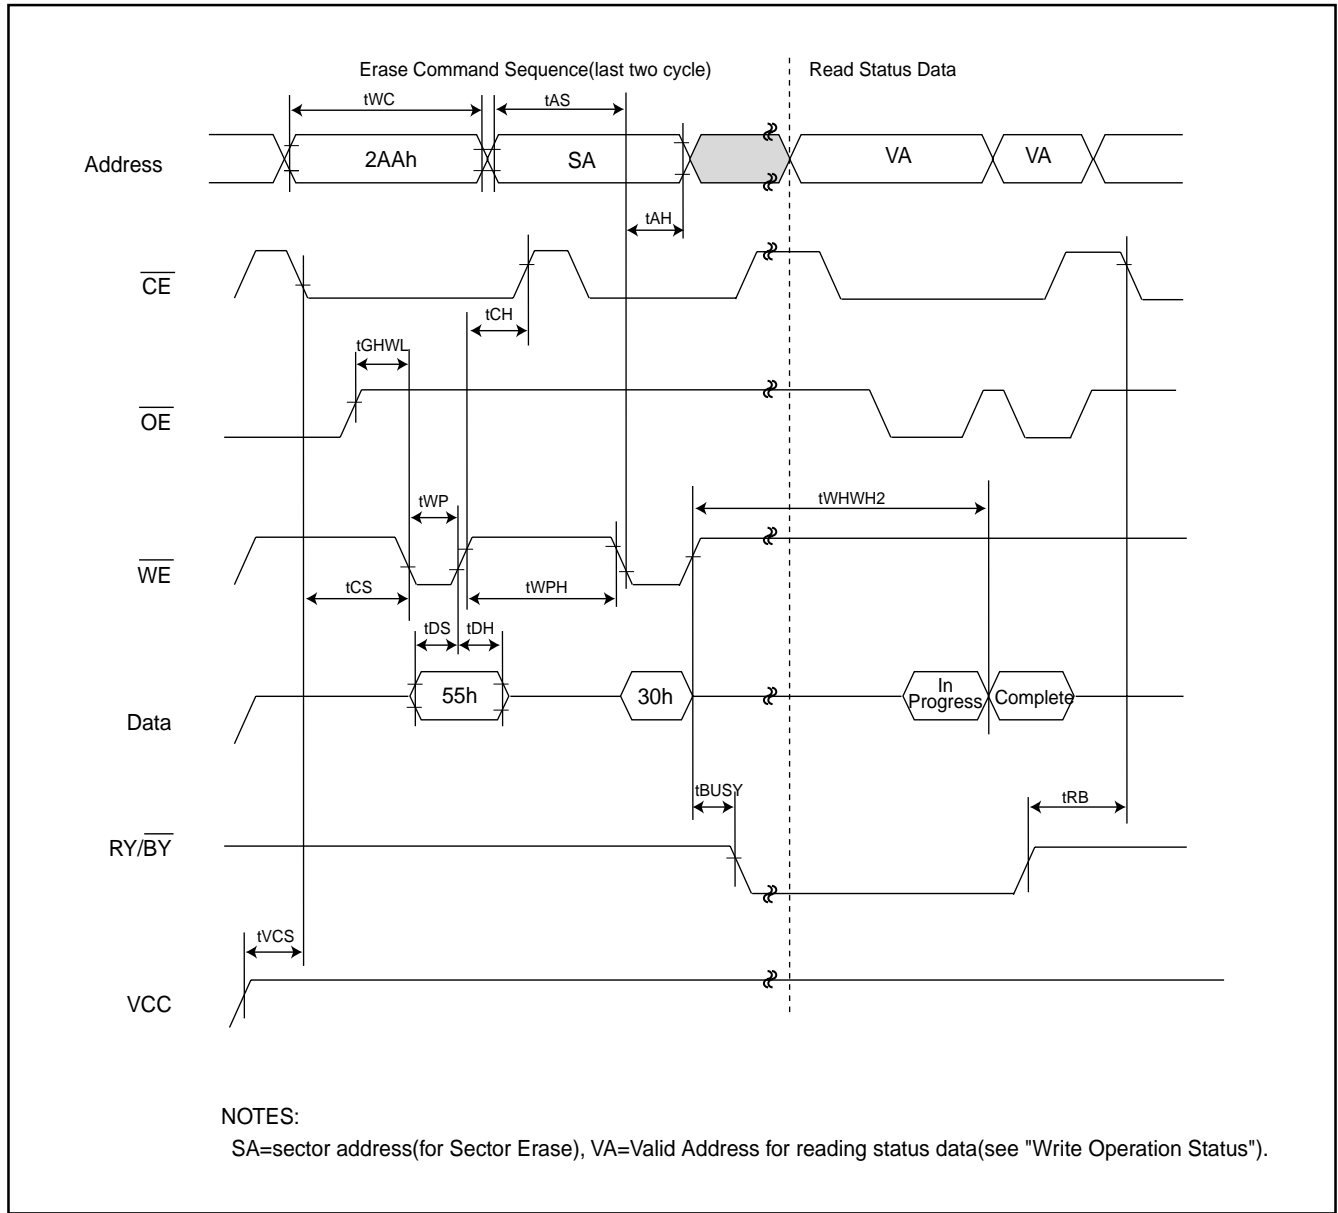 Erase Command Sequence(last two cycle)
Read Status Data
tWC
tAS
Address
2AAh
SA
VA
VA
tAH
CE
tCH
tGHWL
OE
tWP
tWHWH2
WE
tCS
tWPH
tDS
tDH
Data
55h
30h
In
Progress
Complete
tBUSY
tRB
RY/BY
tVCS
VCC
NOTES:
SA=sector address(for Sector Erase), VA=Valid Address for reading status data(see "Write Operation Status").